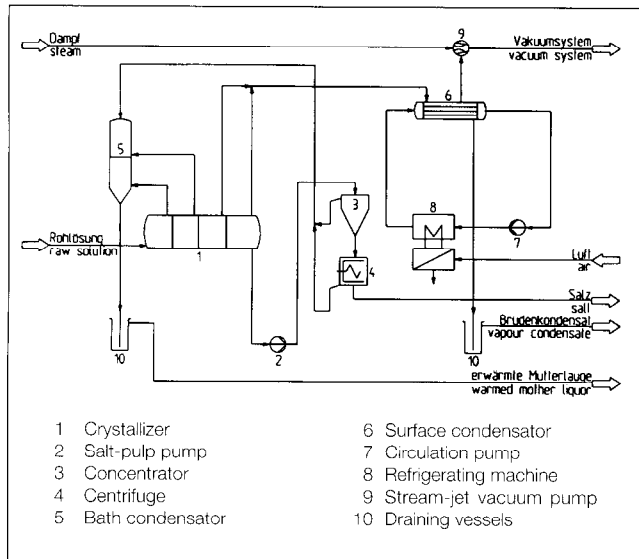 Dampf
steam
9
Vakuumsystem
vacuum system
6
5
3
8
Rohlösung
raw solution
1
7
4
Luft
air
Salz
salt
2
Brüdenkondensat
vapour condensate
10
10
erwärmte Mutterlauge
warmed mother liquor
1 Crystallizer
2 Salt-pulp pump
3 Concentrator
4 Centrifuge
5 Bath condensator
6 Surface condensator
7 Circulation pump
8 Refrigerating machine
9 Stream-jet vacuum pump
10 Draining vessels